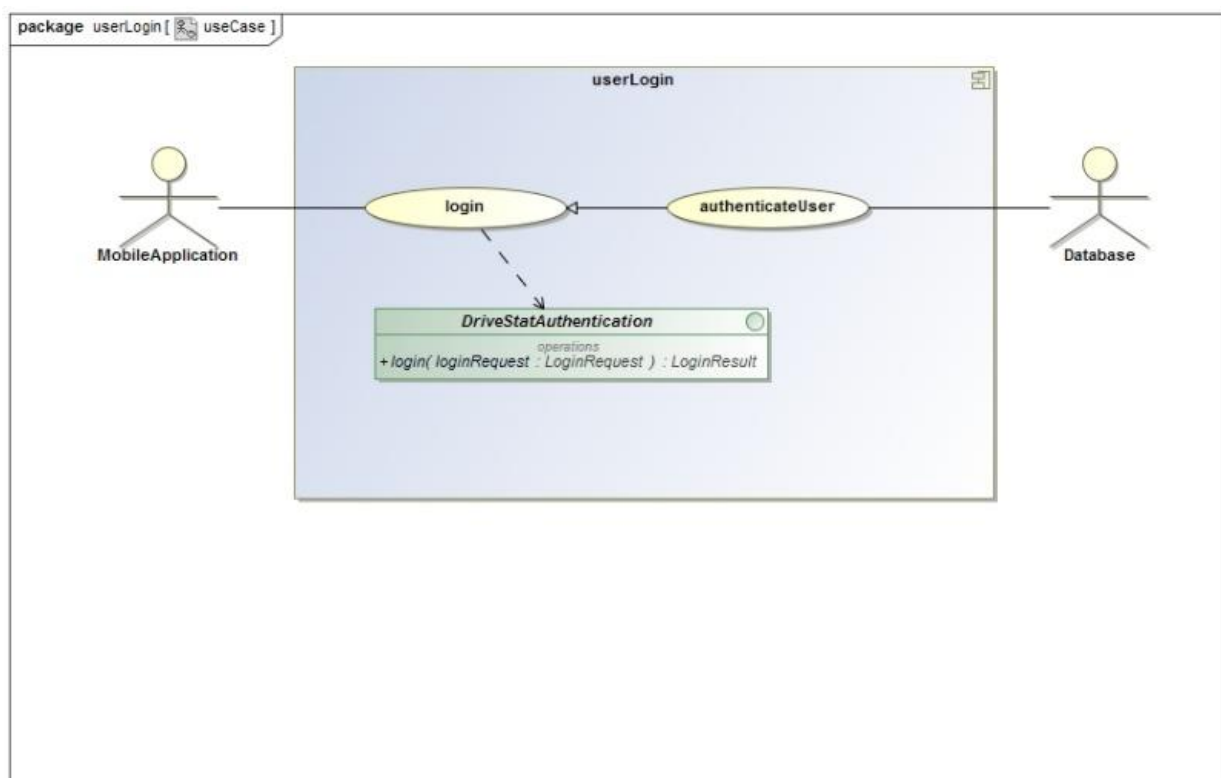 package userLogin [ useCase ]
userLogin
login
authenticateUser
MobileApplication
Database
DriveStatAuthentication
operations
+login( loginRequest : LoginRequest ) : LoginResult